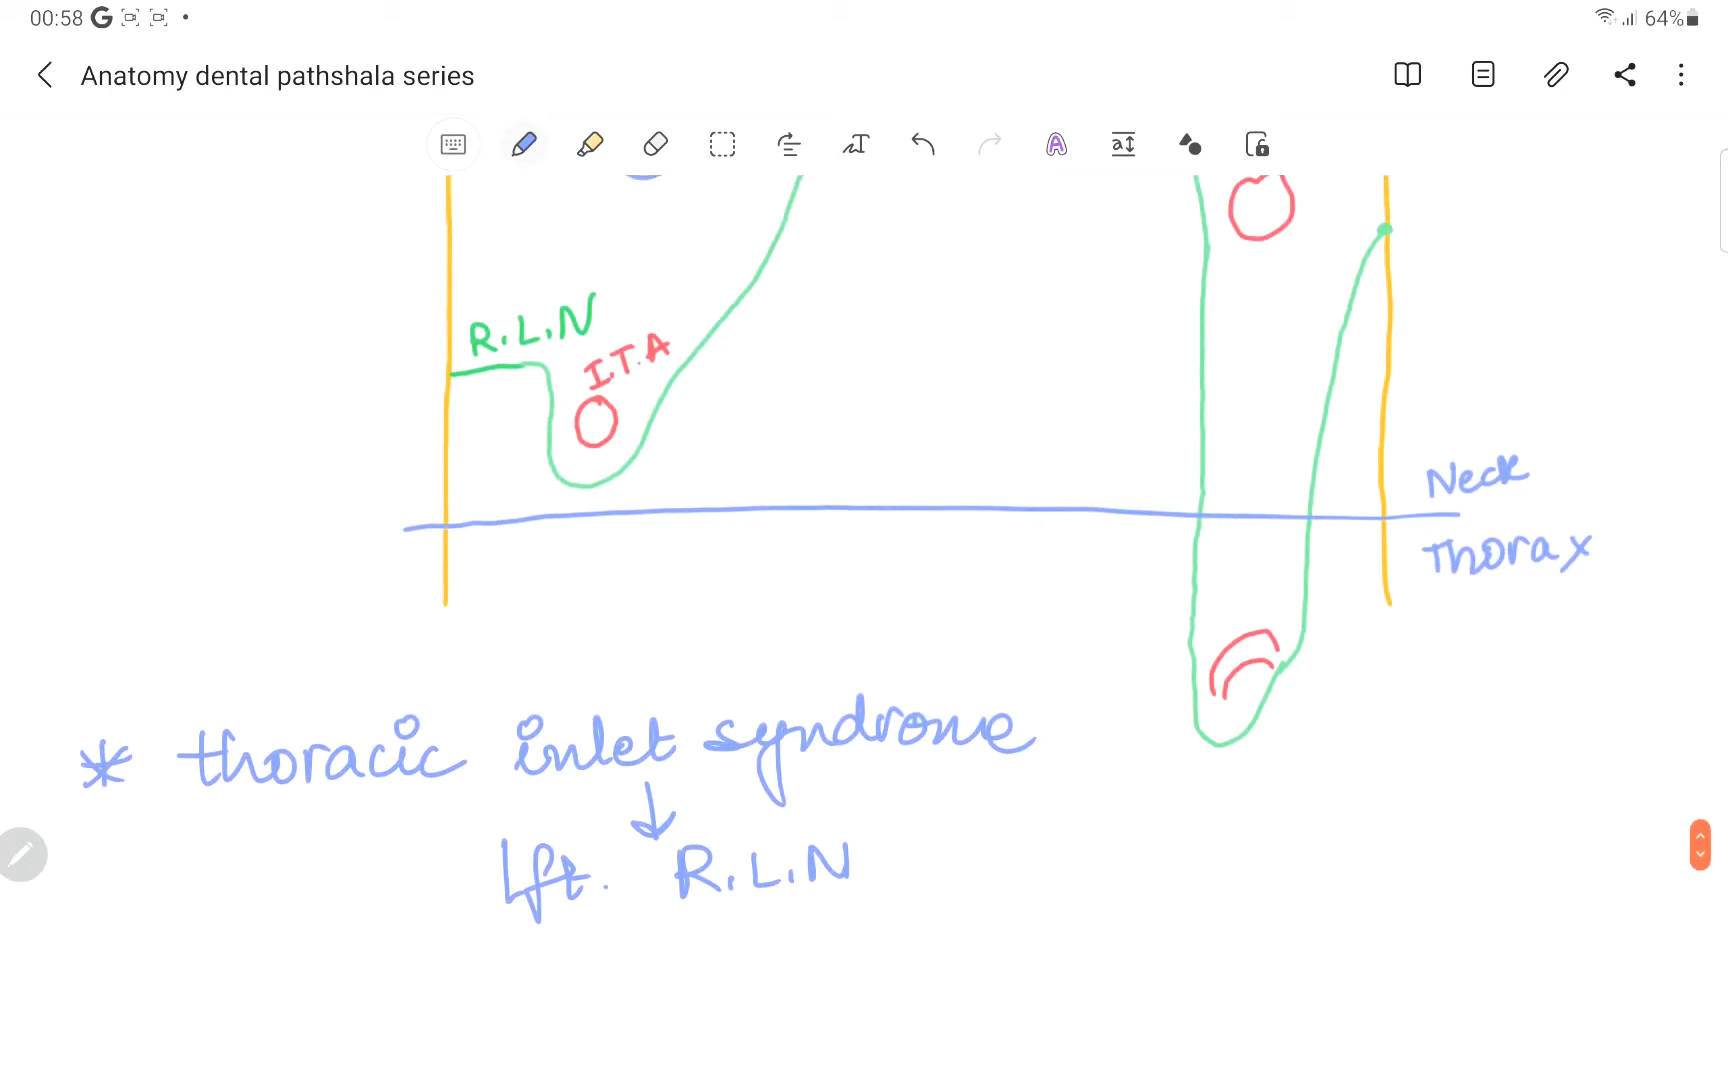 00:58 G 64%
Anatomy dental pathshala series
R.L.N
I.T.A
Neck
Thorax
* thoracic inlet syndrome
↓
Lft. R.L.N